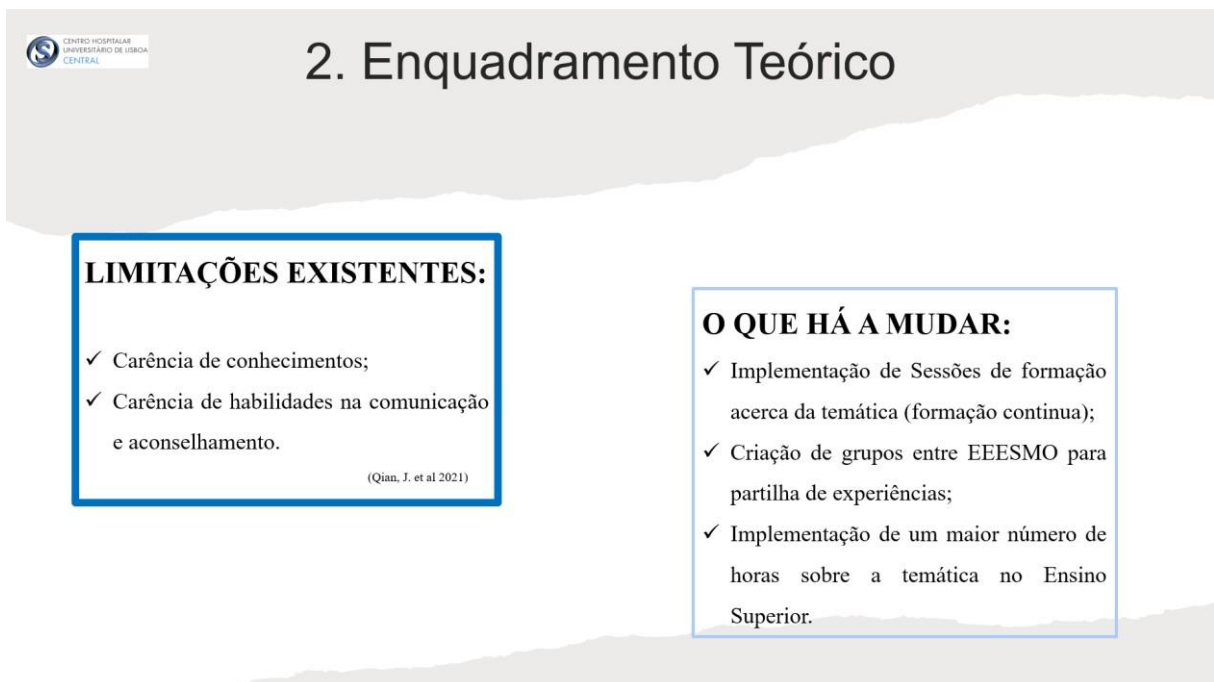 CENTRO HOSPITALAR
UNIVERSITÁRIO DE LISBOA
CENTRAL
2. Enquadramento Teórico
LIMITAÇÕES EXISTENTES:
✓ Carência de conhecimentos;
✓ Carência de habilidades na comunicação
e aconselhamento.
(Qian, J. et al 2021)
O QUE HÁ A MUDAR:
✓ Implementação de Sessões de formação
acerca da temática (formação continua);
✓ Criação de grupos entre EEESMO para
partilha de experiências;
✓ Implementação de um maior número de
horas sobre a temática no Ensino
Superior.